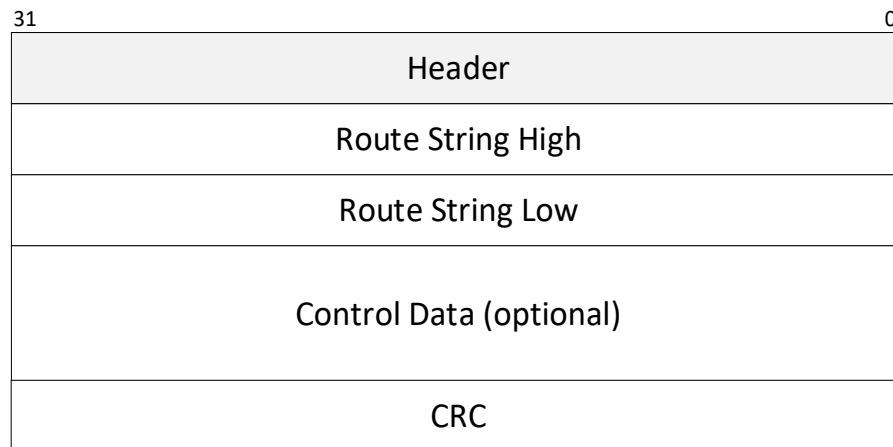 31 0
Header
Route String High
Route String Low
Control Data (optional)
CRC